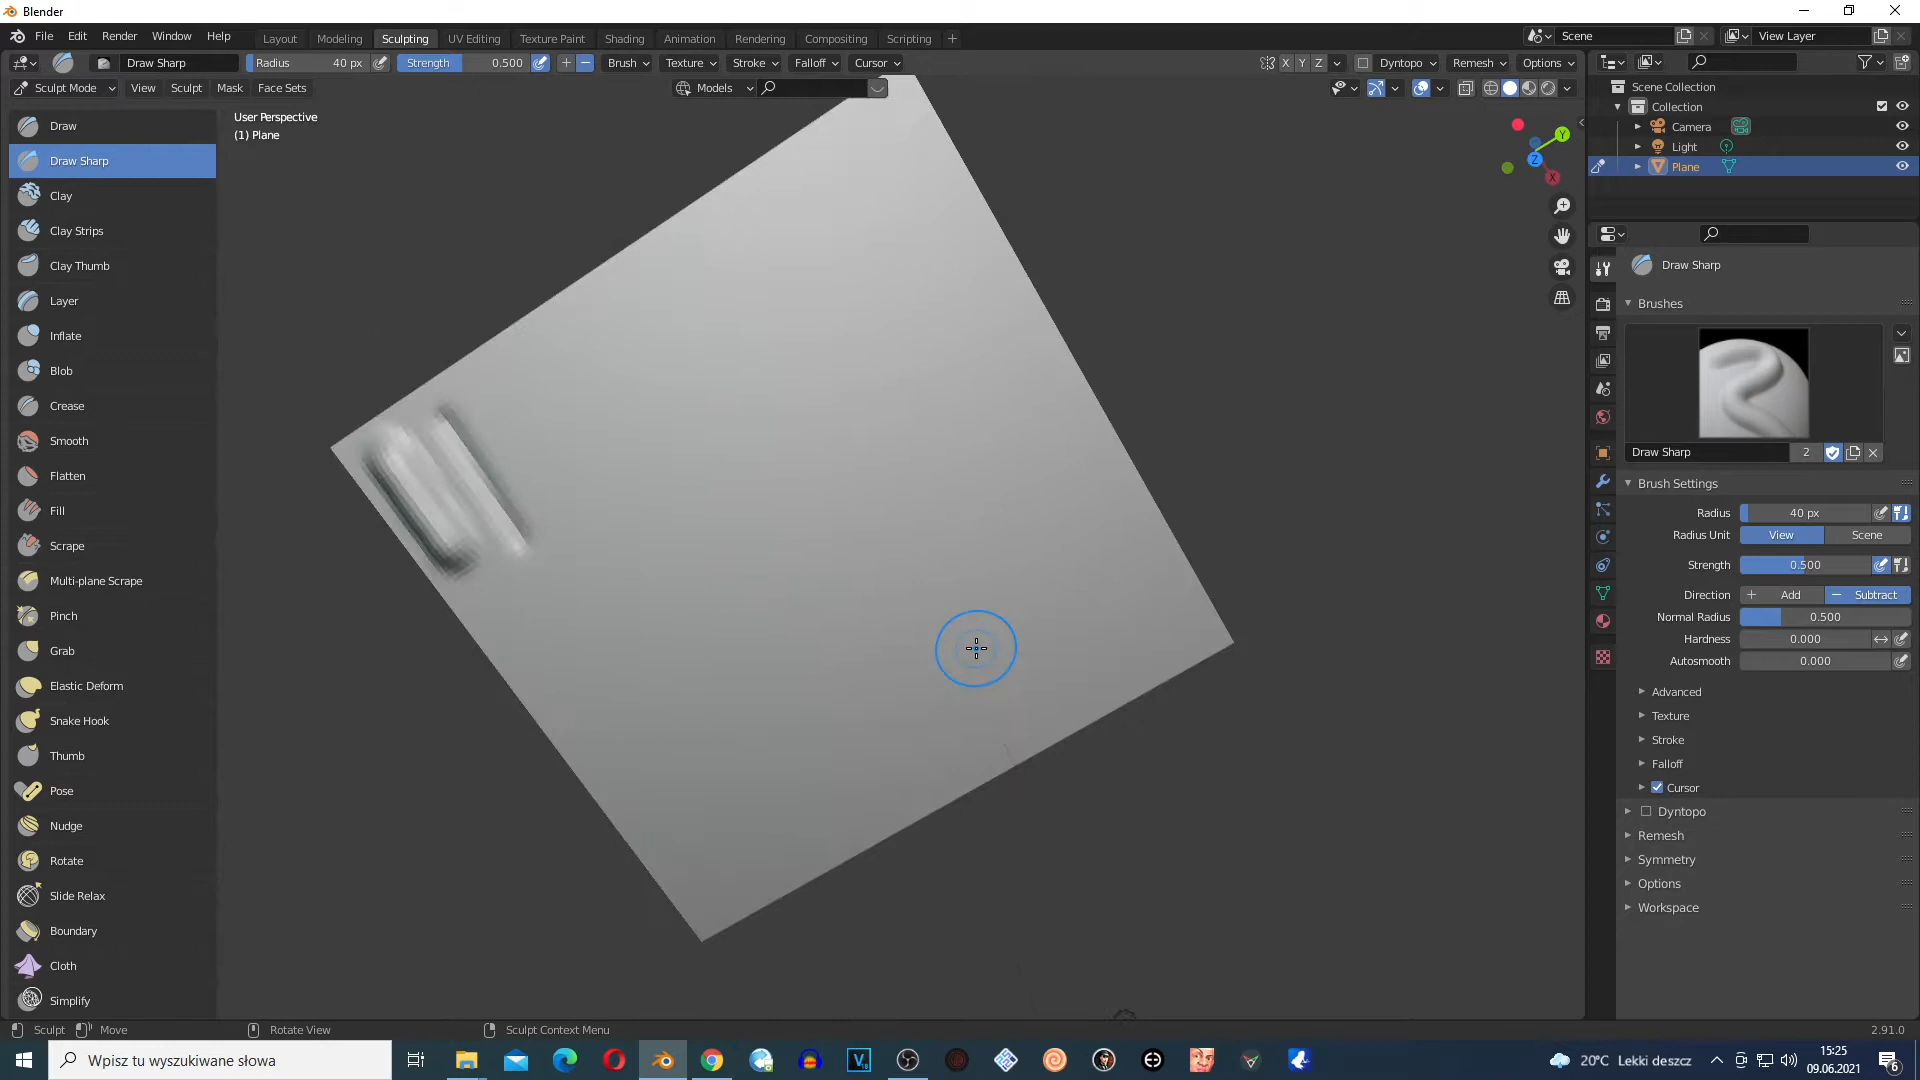 Blender
File Edit Render Window Help Layout Modeling Sculpting UV Editing Texture Paint Shading Animation Rendering Compositing Scripting + Scene View Layer
Draw Sharp Radius 40 px Strength 0.500 + − Brush Texture Stroke Falloff Cursor X Y Z Dyntopo Remesh Options
Sculpt Mode View Sculpt Mask Face Sets Models
User Perspective
(1) Plane
Draw
Draw Sharp
Clay
Clay Strips
Clay Thumb
Layer
Inflate
Blob
Crease
Smooth
Flatten
Fill
Scrape
Multi-plane Scrape
Pinch
Grab
Elastic Deform
Snake Hook
Thumb
Pose
Nudge
Rotate
Slide Relax
Boundary
Cloth
Simplify
Y
Z
X
Scene Collection
Collection
Camera
Light
Plane
Draw Sharp
Brushes
Draw Sharp 2
Brush Settings
Radius 40 px
Radius Unit View Scene
Strength 0.500
Direction + Add − Subtract
Normal Radius 0.500
Hardness 0.000
Autosmooth 0.000
Advanced
Texture
Stroke
Falloff
Cursor
Dyntopo
Remesh
Symmetry
Options
Workspace
Sculpt Move Rotate View Sculpt Context Menu 2.91.0
Wpisz tu wyszukiwane słowa
20°C Lekki deszcz
15:25
09.06.2021
6